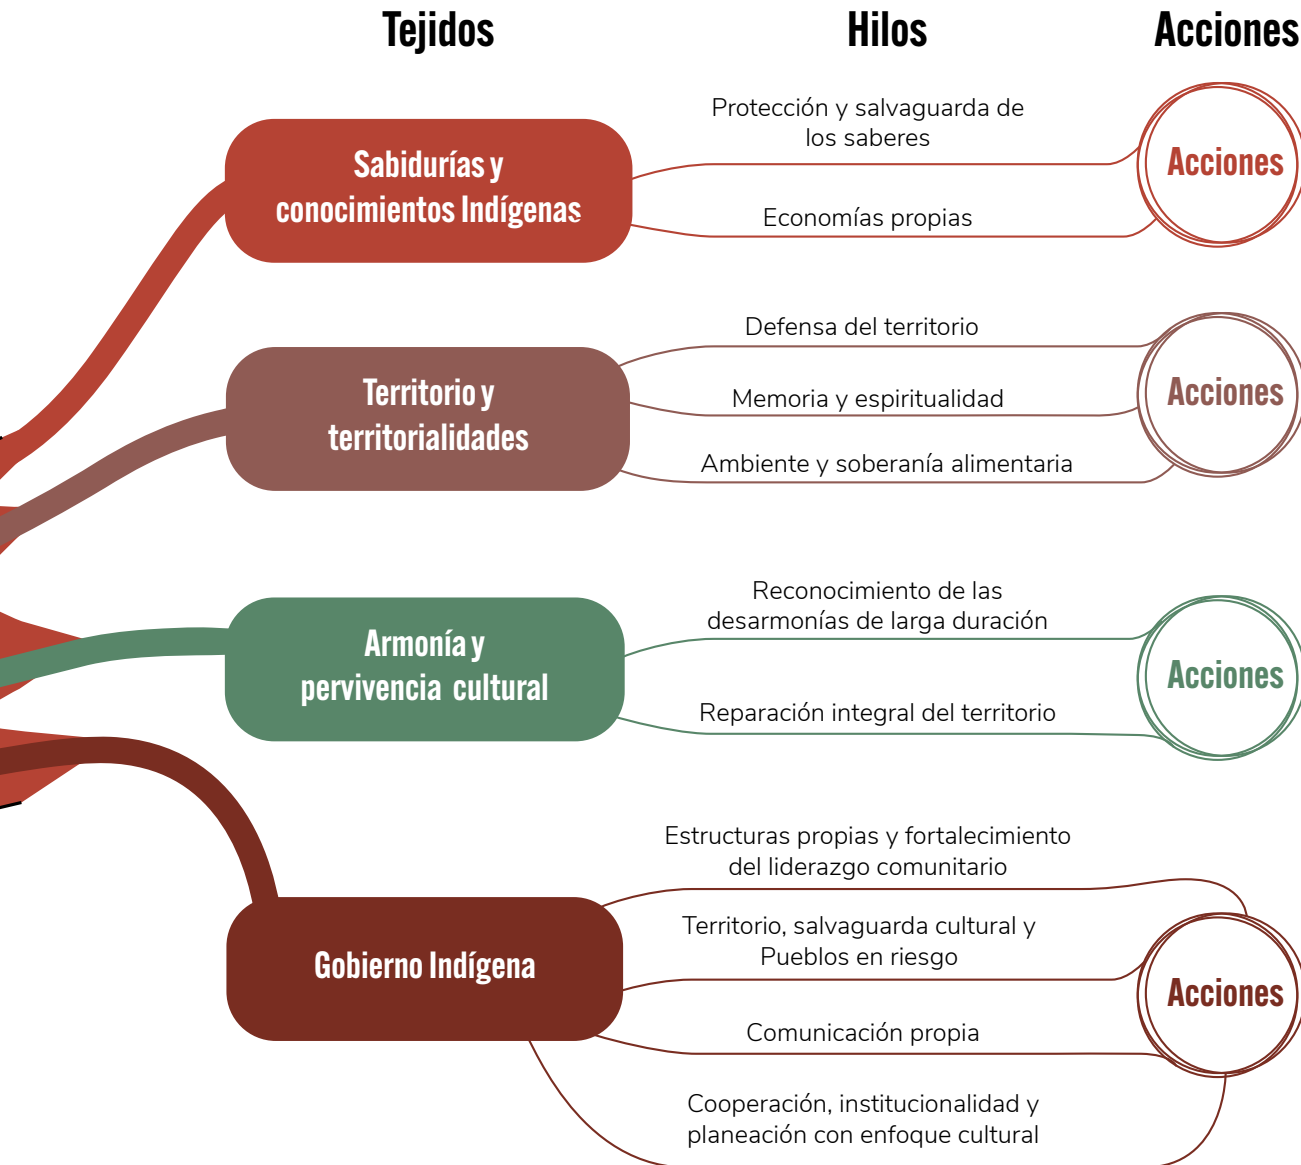 Tejidos
Hilos
Acciones
Sabidurías y
conocimientos Indígenas
Protección y salvaguarda de
los saberes
Economías propias
Acciones
Territorio y
territorialidades
Defensa del territorio
Memoria y espiritualidad
Ambiente y soberanía alimentaria
Acciones
Armonía y
pervivencia cultural
Reconocimiento de las
desarmonías de larga duración
Reparación integral del territorio
Acciones
Gobierno Indígena
Estructuras propias y fortalecimiento
del liderazgo comunitario
Territorio, salvaguarda cultural y
Pueblos en riesgo
Comunicación propia
Cooperación, institucionalidad y
planeación con enfoque cultural
Acciones